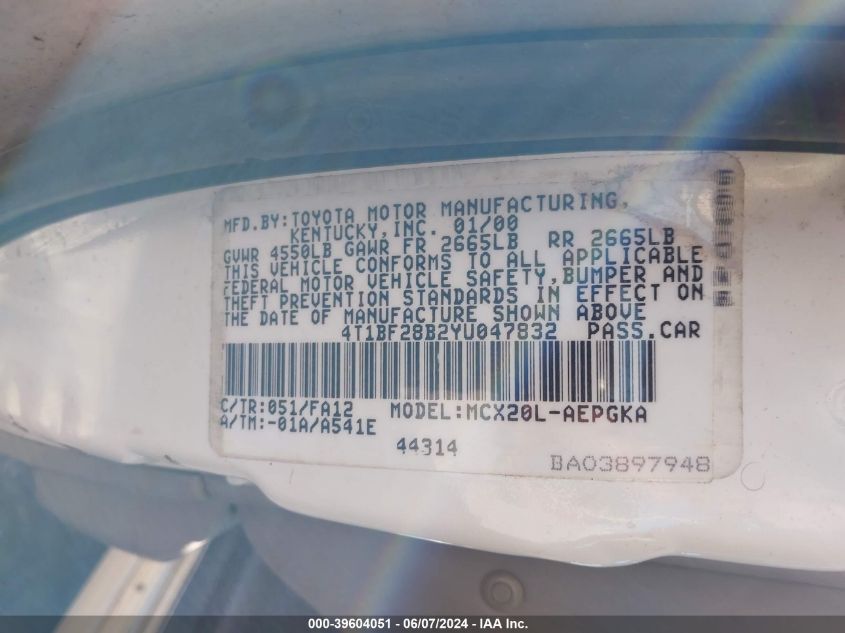 MFD.BY:TOYOTA MOTOR MANUFACTURING,
KENTUCKY,INC. 01/00
GVWR 4550LB GAWR FR 2665LB RR 2665LB
THIS VEHICLE CONFORMS TO ALL APPLICABLE
FEDERAL MOTOR VEHICLE SAFETY,BUMPER AND
THEFT PREVENTION STANDARDS IN EFFECT ON
THE DATE OF MANUFACTURE SHOWN ABOVE
4T1BF28B2YU047832 PASS.CAR
C/TR:051/FA12 MODEL:MCX20L-AEPGKA
A/TM:-01A/A541E
44314
BA03897948
000-39604051 - 06/07/2024 - IAA Inc.